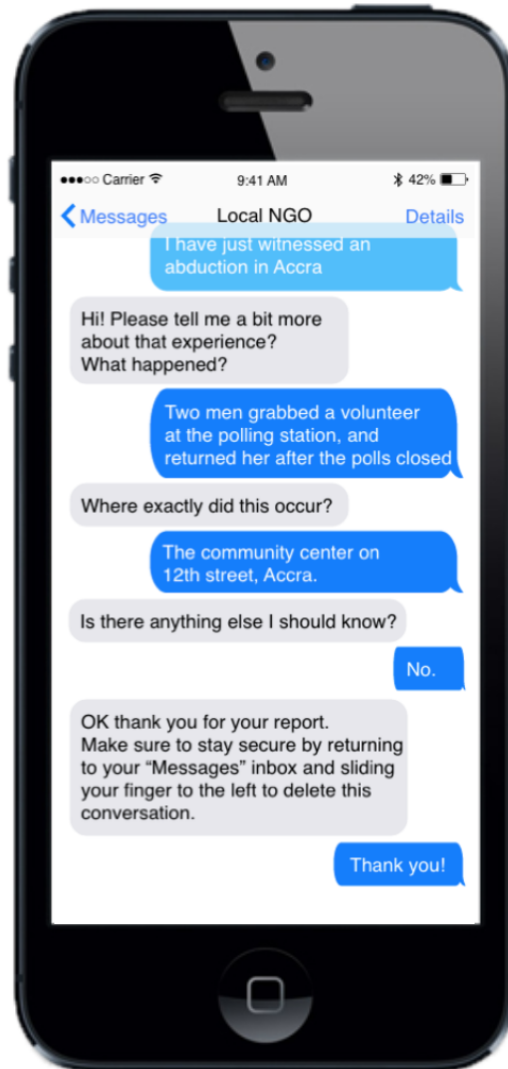 Carrier
9:41 AM
42%
Messages
Local NGO
Details
I have just witnessed an
abduction in Accra
Hi! Please tell me a bit more
about that experience?
What happened?
Two men grabbed a volunteer
at the polling station, and
returned her after the polls closed
Where exactly did this occur?
The community center on
12th street, Accra.
Is there anything else I should know?
No.
OK thank you for your report.
Make sure to stay secure by returning
to your “Messages” inbox and sliding
your finger to the left to delete this
conversation.
Thank you!